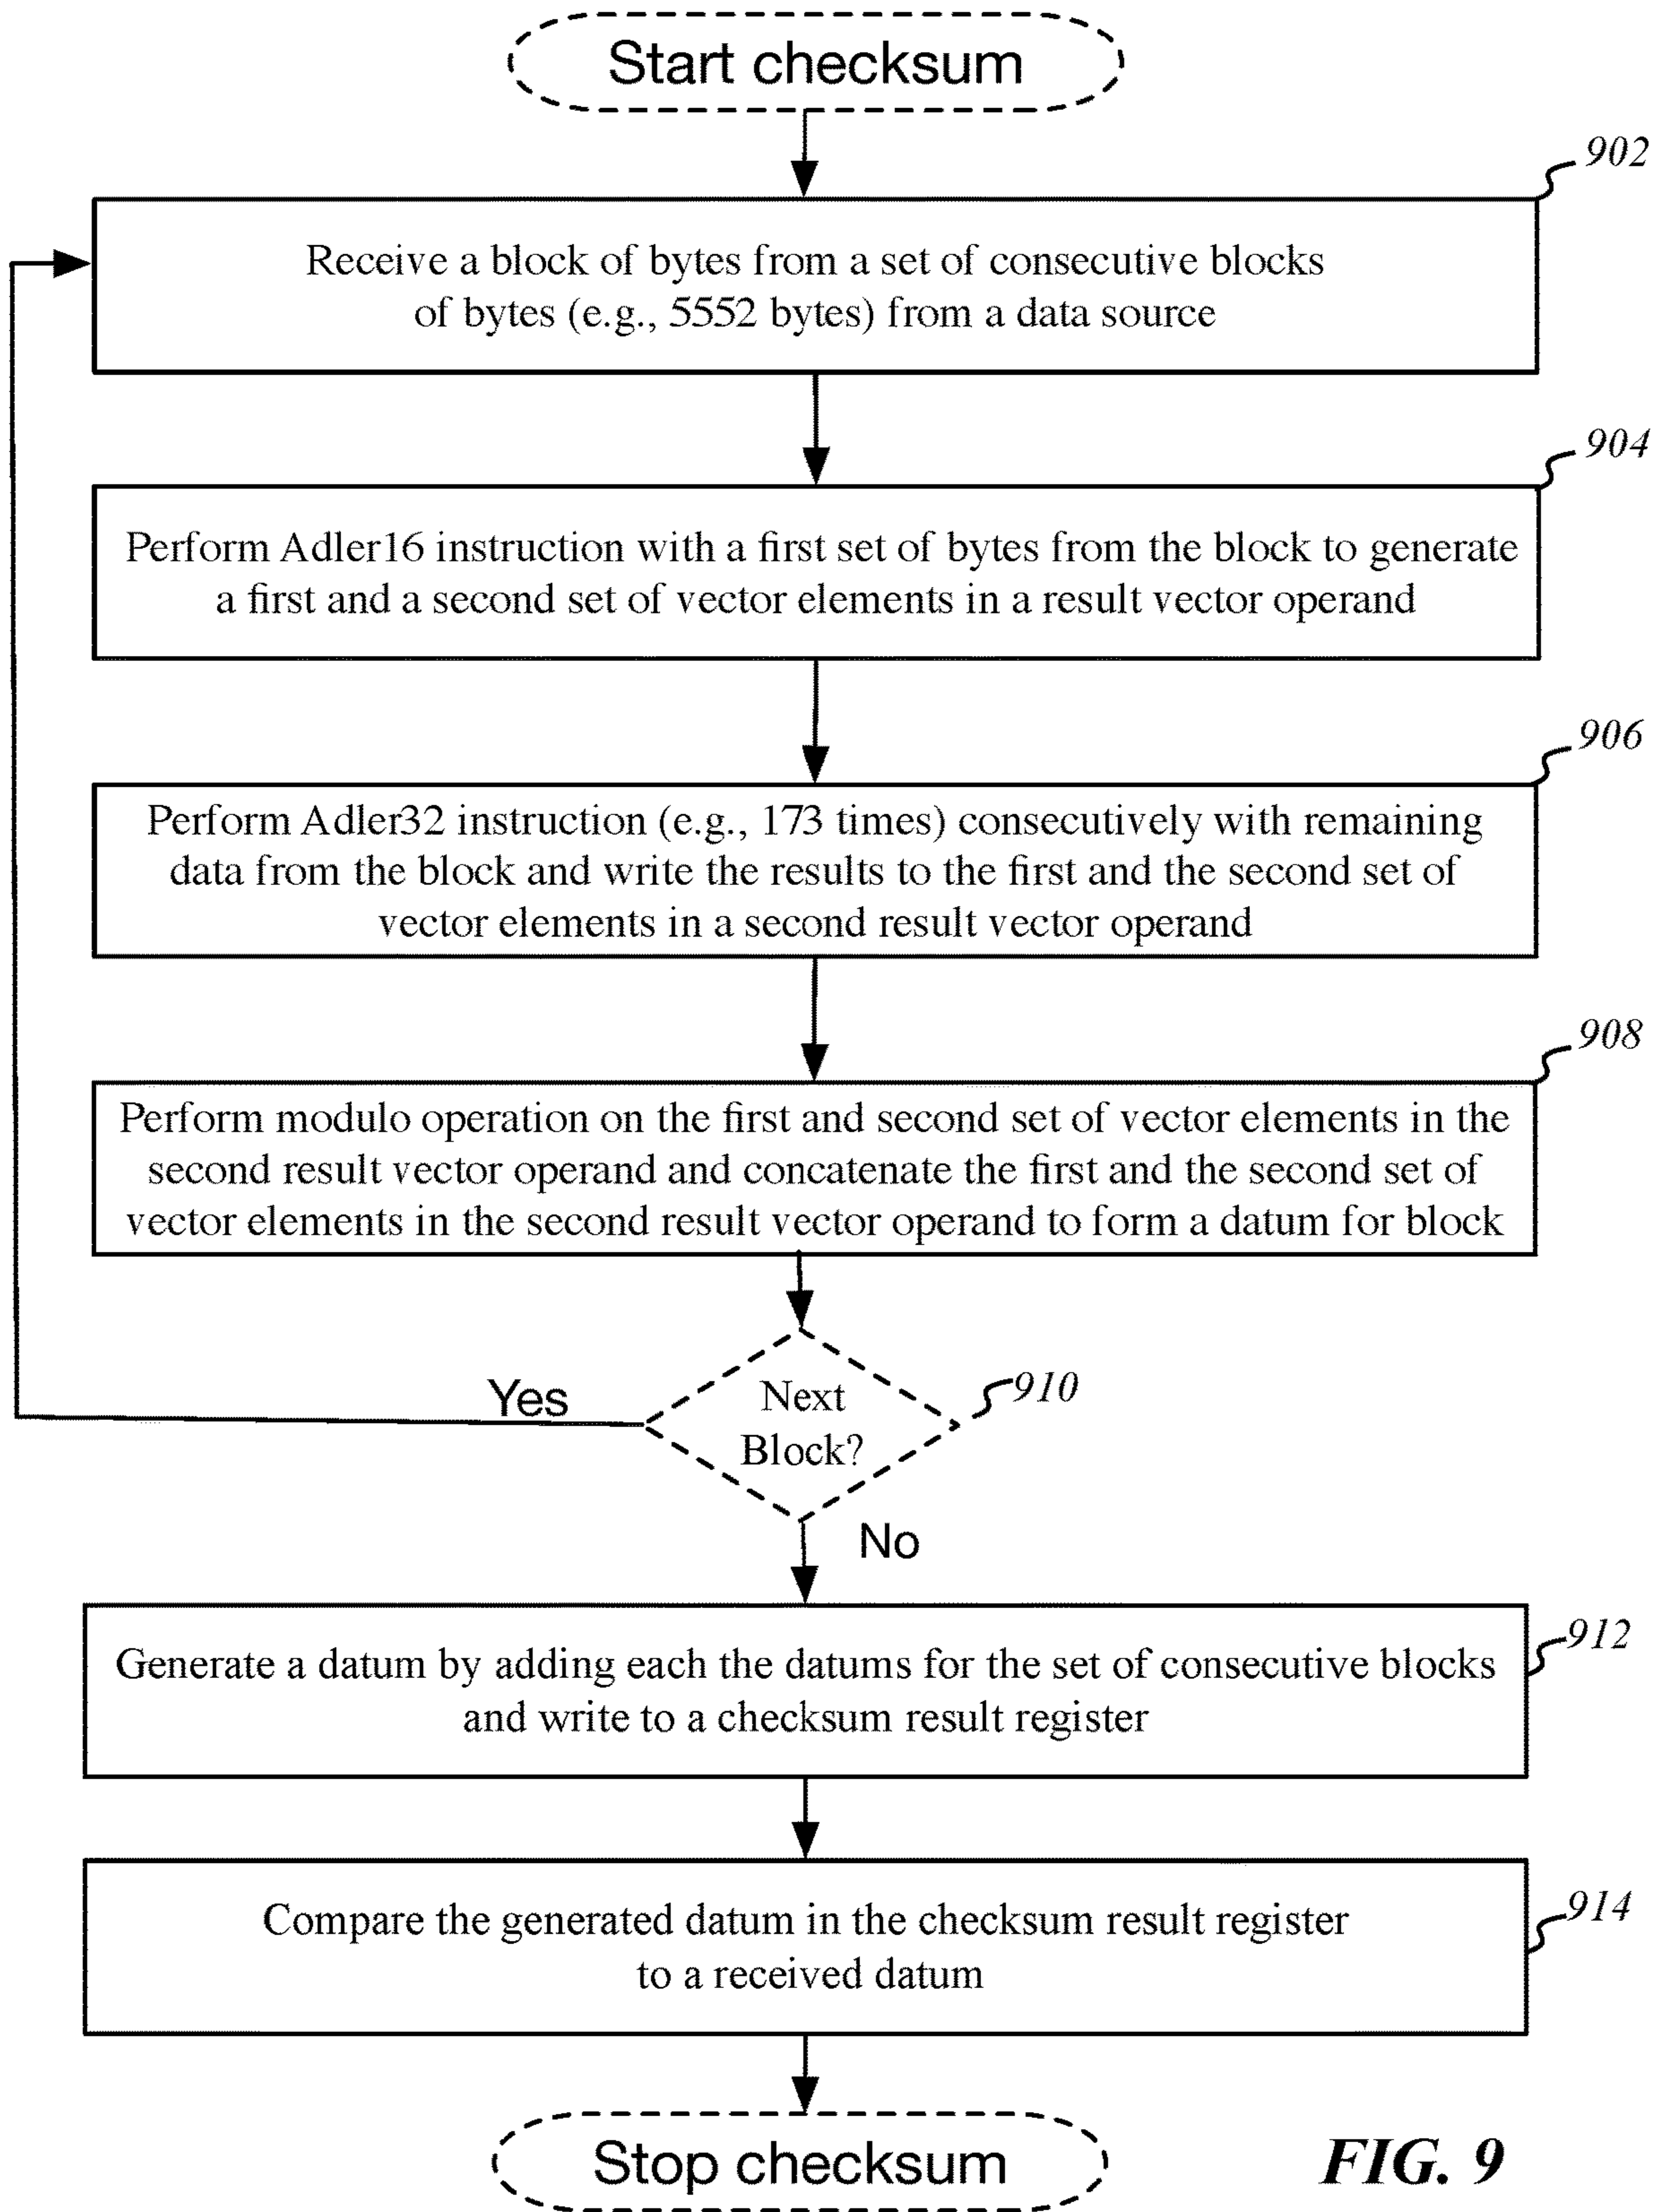 Start checksum
902
Receive a block of bytes from a set of consecutive blocks
of bytes (e.g., 5552 bytes) from a data source
904
Perform Adler16 instruction with a first set of bytes from the block to generate
a first and a second set of vector elements in a result vector operand
906
Perform Adler32 instruction (e.g., 173 times) consecutively with remaining
data from the block and write the results to the first and the second set of
vector elements in a second result vector operand
908
Perform modulo operation on the first and second set of vector elements in the
second result vector operand and concatenate the first and the second set of
vector elements in the second result vector operand to form a datum for block
Yes
Next
Block?
910
No
912
Generate a datum by adding each the datums for the set of consecutive blocks
and write to a checksum result register
914
Compare the generated datum in the checksum result register
to a received datum
Stop checksum
FIG. 9